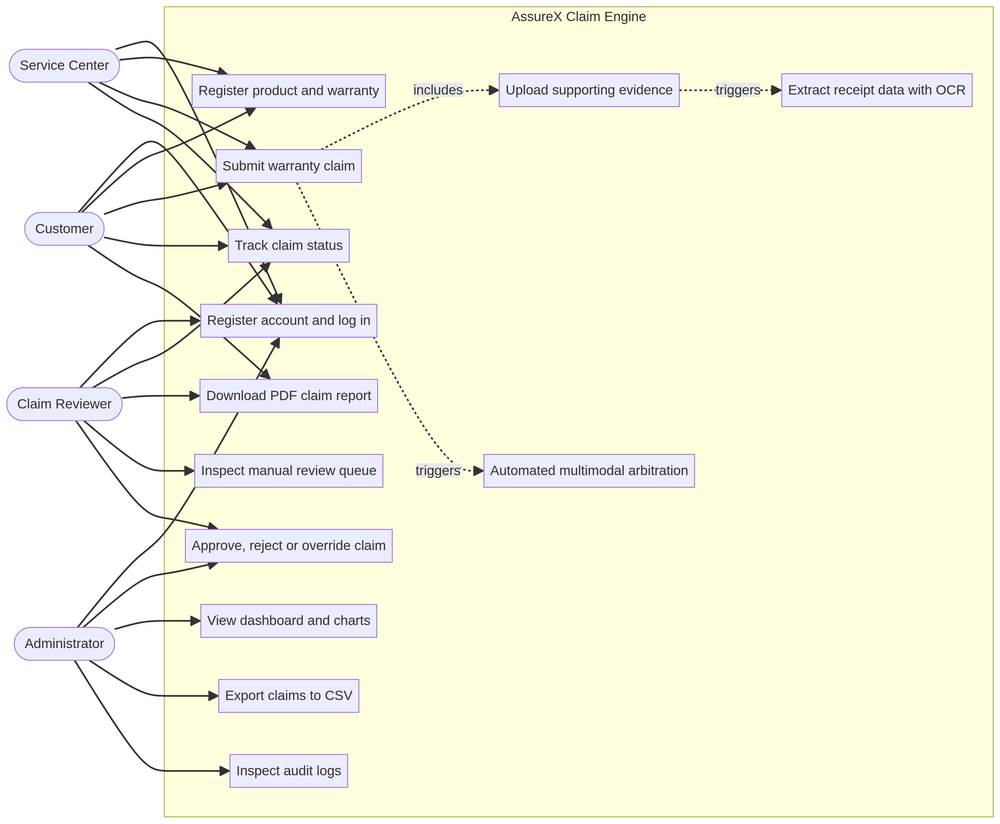 AssureX Claim Engine
Service Center
Register product and warranty
includes
Upload supporting evidence
triggers
Extract receipt data with OCR
Submit warranty claim
Customer
Track claim status
Register account and log in
Claim Reviewer
Download PDF claim report
Inspect manual review queue
triggers
Automated multimodal arbitration
Approve, reject or override claim
Administrator
View dashboard and charts
Export claims to CSV
Inspect audit logs